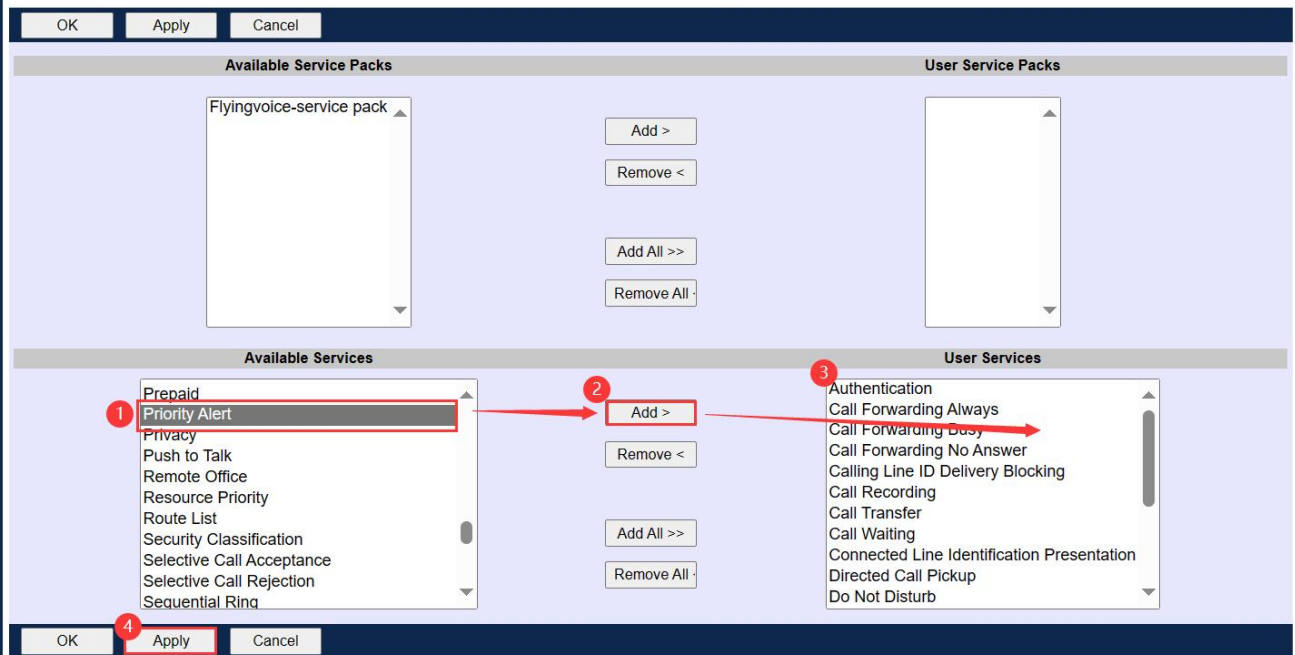 OK Apply Cancel
Available Service Packs User Service Packs
Flyingvoice-service pack
Add >
Remove <
Add All >>
Remove All
Available Services User Services
Prepaid
1 Priority Alert
Privacy
Push to Talk
Remote Office
Resource Priority
Route List
Security Classification
Selective Call Acceptance
Selective Call Rejection
Sequential Ring
2
Add >
Remove <
Add All >>
Remove All
3
Authentication
Call Forwarding Always
Call Forwarding Busy
Call Forwarding No Answer
Calling Line ID Delivery Blocking
Call Recording
Call Transfer
Call Waiting
Connected Line Identification Presentation
Directed Call Pickup
Do Not Disturb
4
OK Apply Cancel